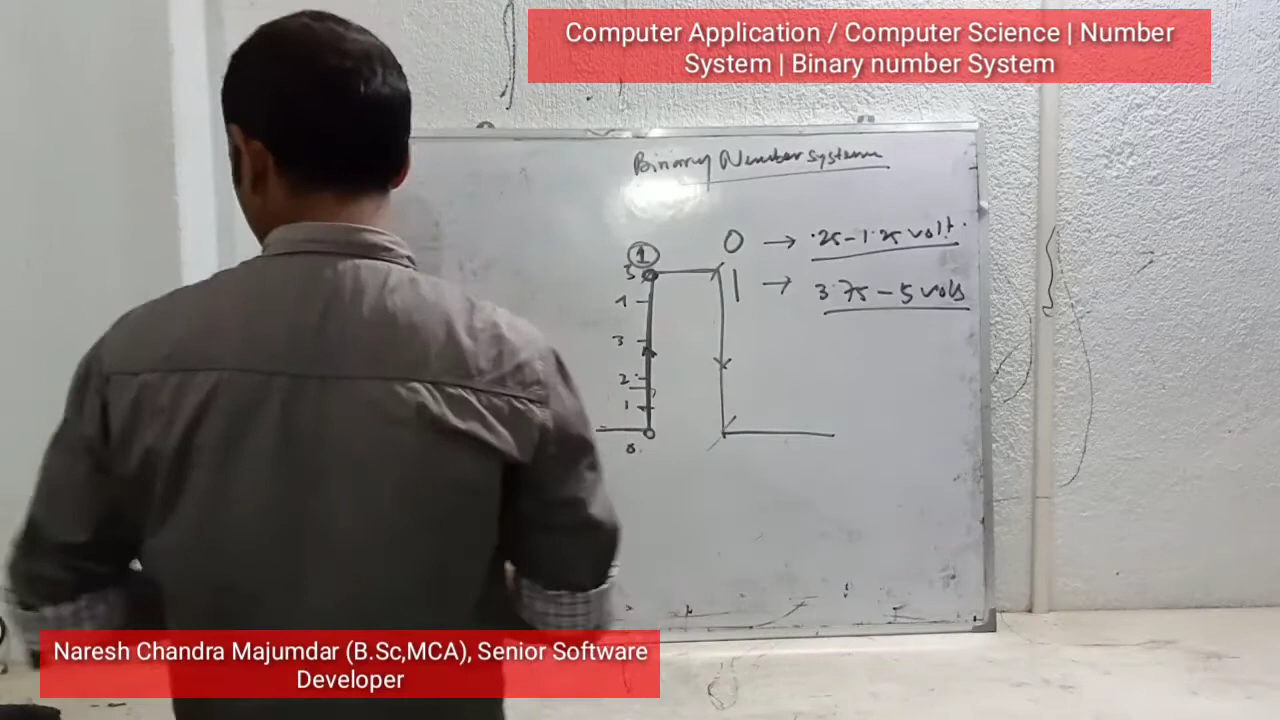 Computer Application / Computer Science | Number
System | Binary number System
Binary Number System
0 → .25-1.25 volt.
1
5
1 → 3.75 - 5 volts
4
3
2
1
0
Naresh Chandra Majumdar (B.Sc,MCA), Senior Software
Developer